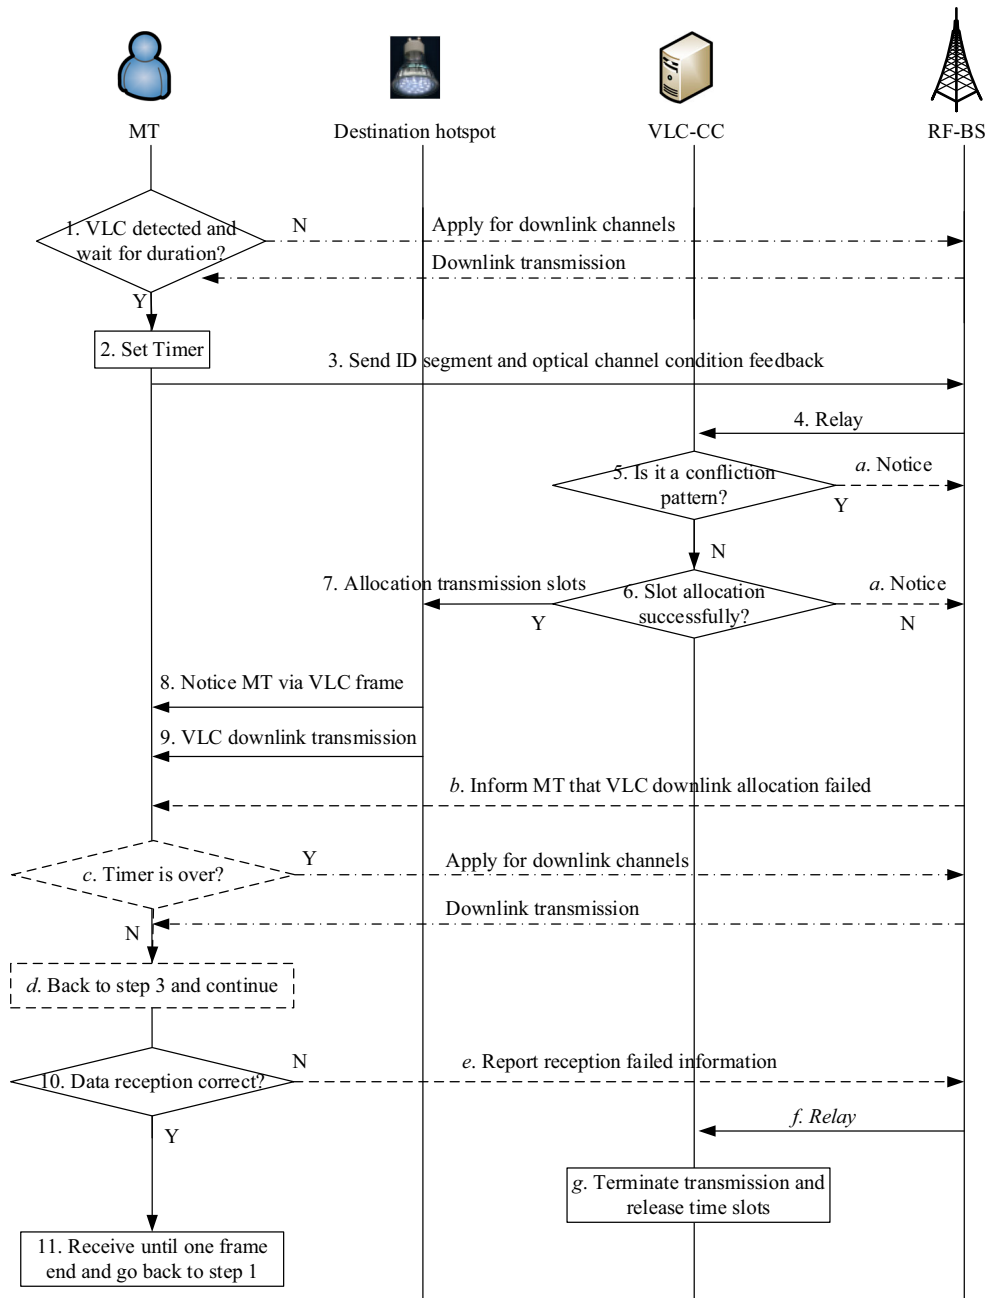 MT
Destination hotspot
VLC-CC
RF-BS
1. VLC detected and
wait for duration?
N
Apply for downlink channels
Downlink transmission
Y
2. Set Timer
3. Send ID segment and optical channel condition feedback
4. Relay
5. Is it a confliction
pattern?
a. Notice
Y
N
7. Allocation transmission slots
6. Slot allocation
successfully?
a. Notice
Y
N
8. Notice MT via VLC frame
9. VLC downlink transmission
b. Inform MT that VLC downlink allocation failed
c. Timer is over?
Y
Apply for downlink channels
Downlink transmission
N
d. Back to step 3 and continue
10. Data reception correct?
N
e. Report reception failed information
f. Relay
Y
g. Terminate transmission and
release time slots
11. Receive until one frame
end and go back to step 1